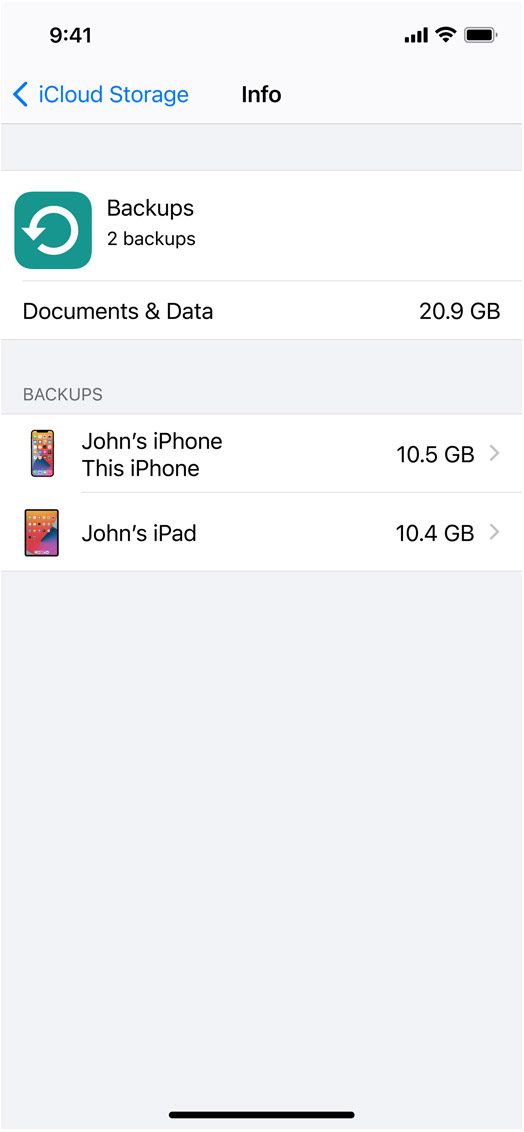 9:41
iCloud Storage Info
Backups
2 backups
Documents & Data 20.9 GB
BACKUPS
John’s iPhone
This iPhone 10.5 GB
John’s iPad 10.4 GB